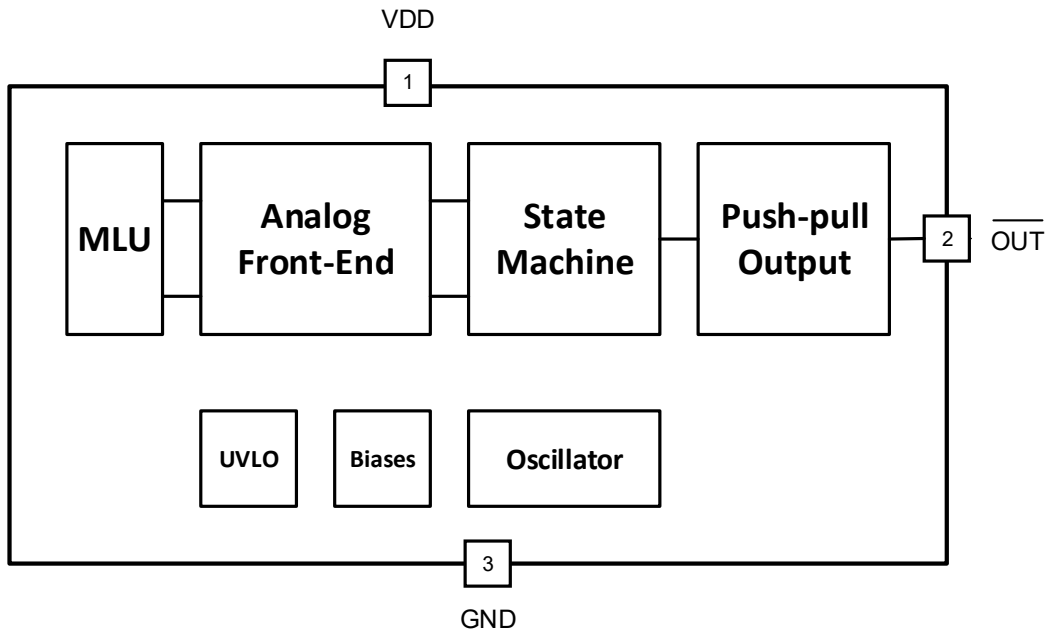 VDD
1
MLU
Analog
Front-End
State
Machine
Push-pull
Output
2
OUT
UVLO
Biases
Oscillator
3
GND